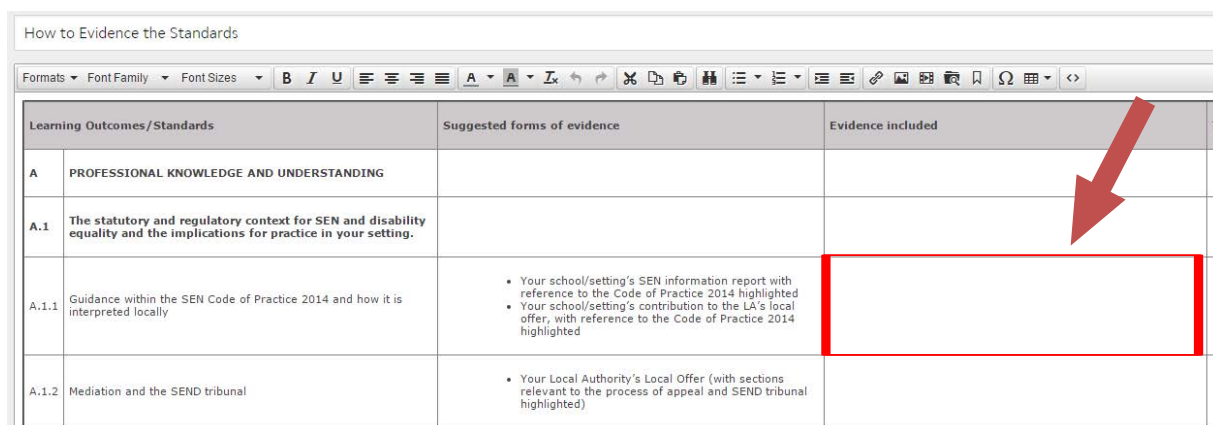 How to Evidence the Standards
Formats Font Family Font Sizes B I U A A Tx Ω <>
Learning Outcomes/Standards Suggested forms of evidence Evidence included
A PROFESSIONAL KNOWLEDGE AND UNDERSTANDING
A.1 The statutory and regulatory context for SEN and disability
equality and the implications for practice in your setting.
A.1.1 Guidance within the SEN Code of Practice 2014 and how it is
interpreted locally
• Your school/setting's SEN information report with
reference to the Code of Practice 2014 highlighted
• Your school/setting's contribution to the LA's local
offer, with reference to the Code of Practice 2014
highlighted
A.1.2 Mediation and the SEND tribunal
• Your Local Authority's Local Offer (with sections
relevant to the process of appeal and SEND tribunal
highlighted)